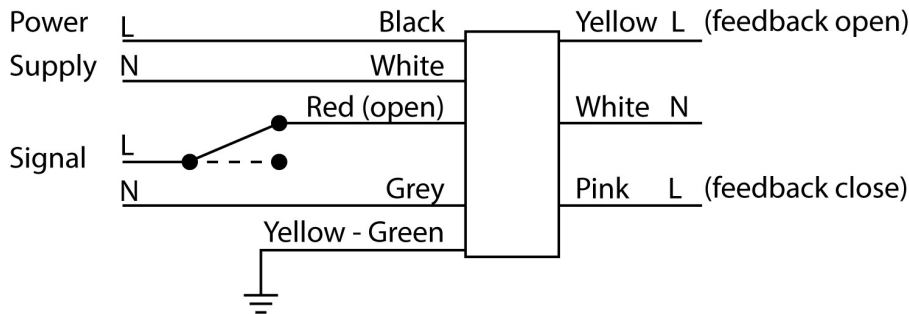 Power L Black Yellow L (feedback open)
Supply N White
Red (open) White N
Signal L
N Grey Pink L (feedback close)
Yellow - Green